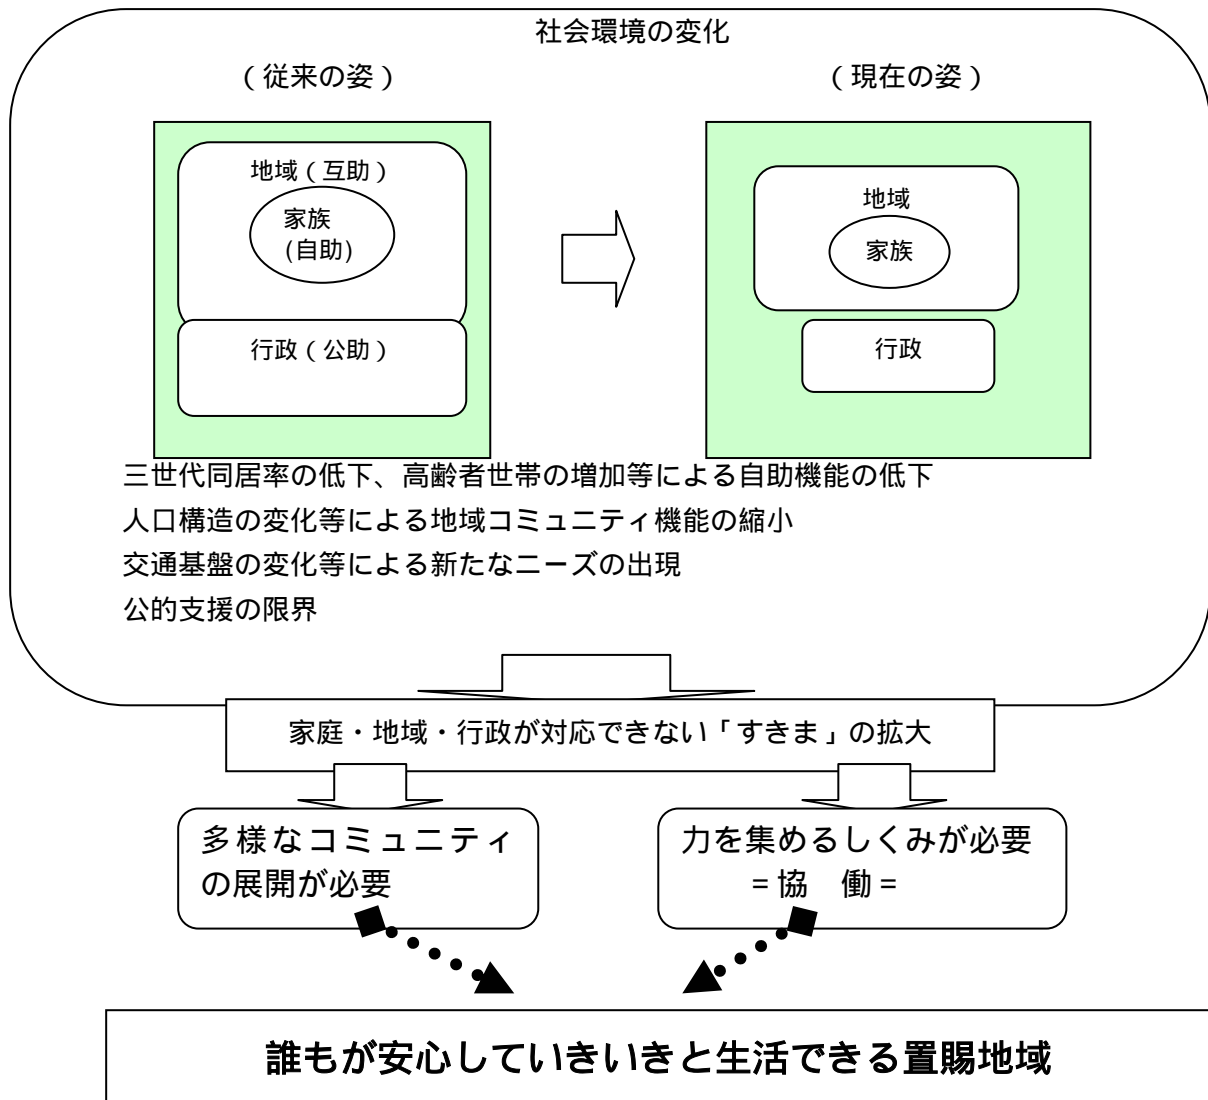 社会環境の変化
（従来の姿）
（現在の姿）
地域（互助）
家族
(自助)
行政（公助）
地域
家族
行政
三世代同居率の低下、高齢者世帯の増加等による自助機能の低下
人口構造の変化等による地域コミュニティ機能の縮小
交通基盤の変化等による新たなニーズの出現
公的支援の限界
家庭・地域・行政が対応できない「すきま」の拡大
多様なコミュニティ
の展開が必要
力を集めるしくみが必要
＝協　働＝
誰もが安心していきいきと生活できる置賜地域